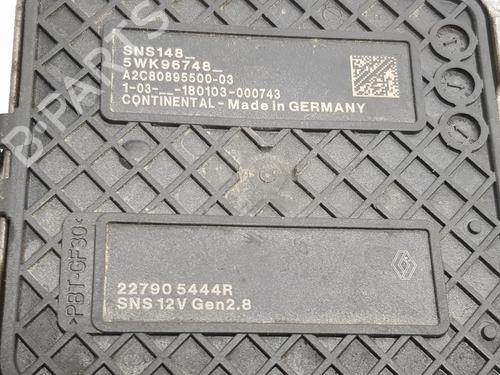 SNS148_
5WK96748_
A2C80895500-03
1-03-__-180103-000743
CONTINENTAL - Made in GERMANY
>PBT-GF30<
22790 5444R
SNS 12V Gen2.8
B-PARTS